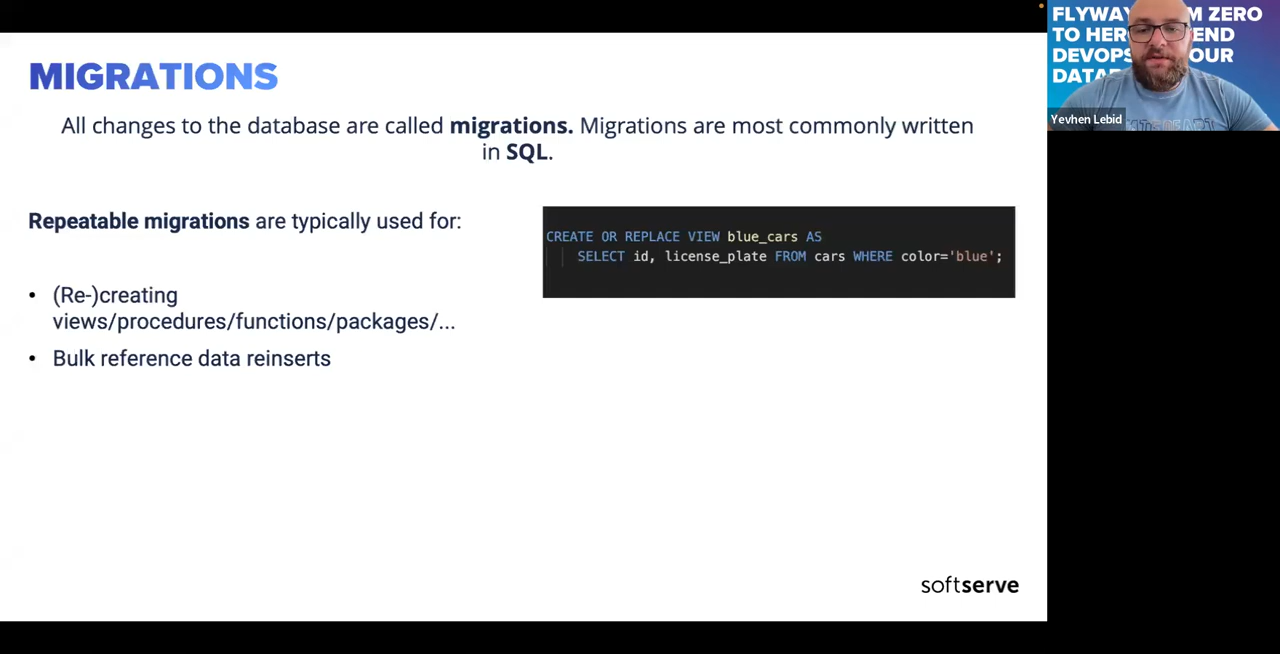 MIGRATIONS
All changes to the database are called migrations. Migrations are most commonly written
in SQL.
Repeatable migrations are typically used for:
• (Re-)creating
views/procedures/functions/packages/...
• Bulk reference data reinserts
CREATE OR REPLACE VIEW blue_cars AS
SELECT id, license_plate FROM cars WHERE color='blue';
softserve
FLYWAY ZERO
TO END
DEVOPS
Yevhen Lebid